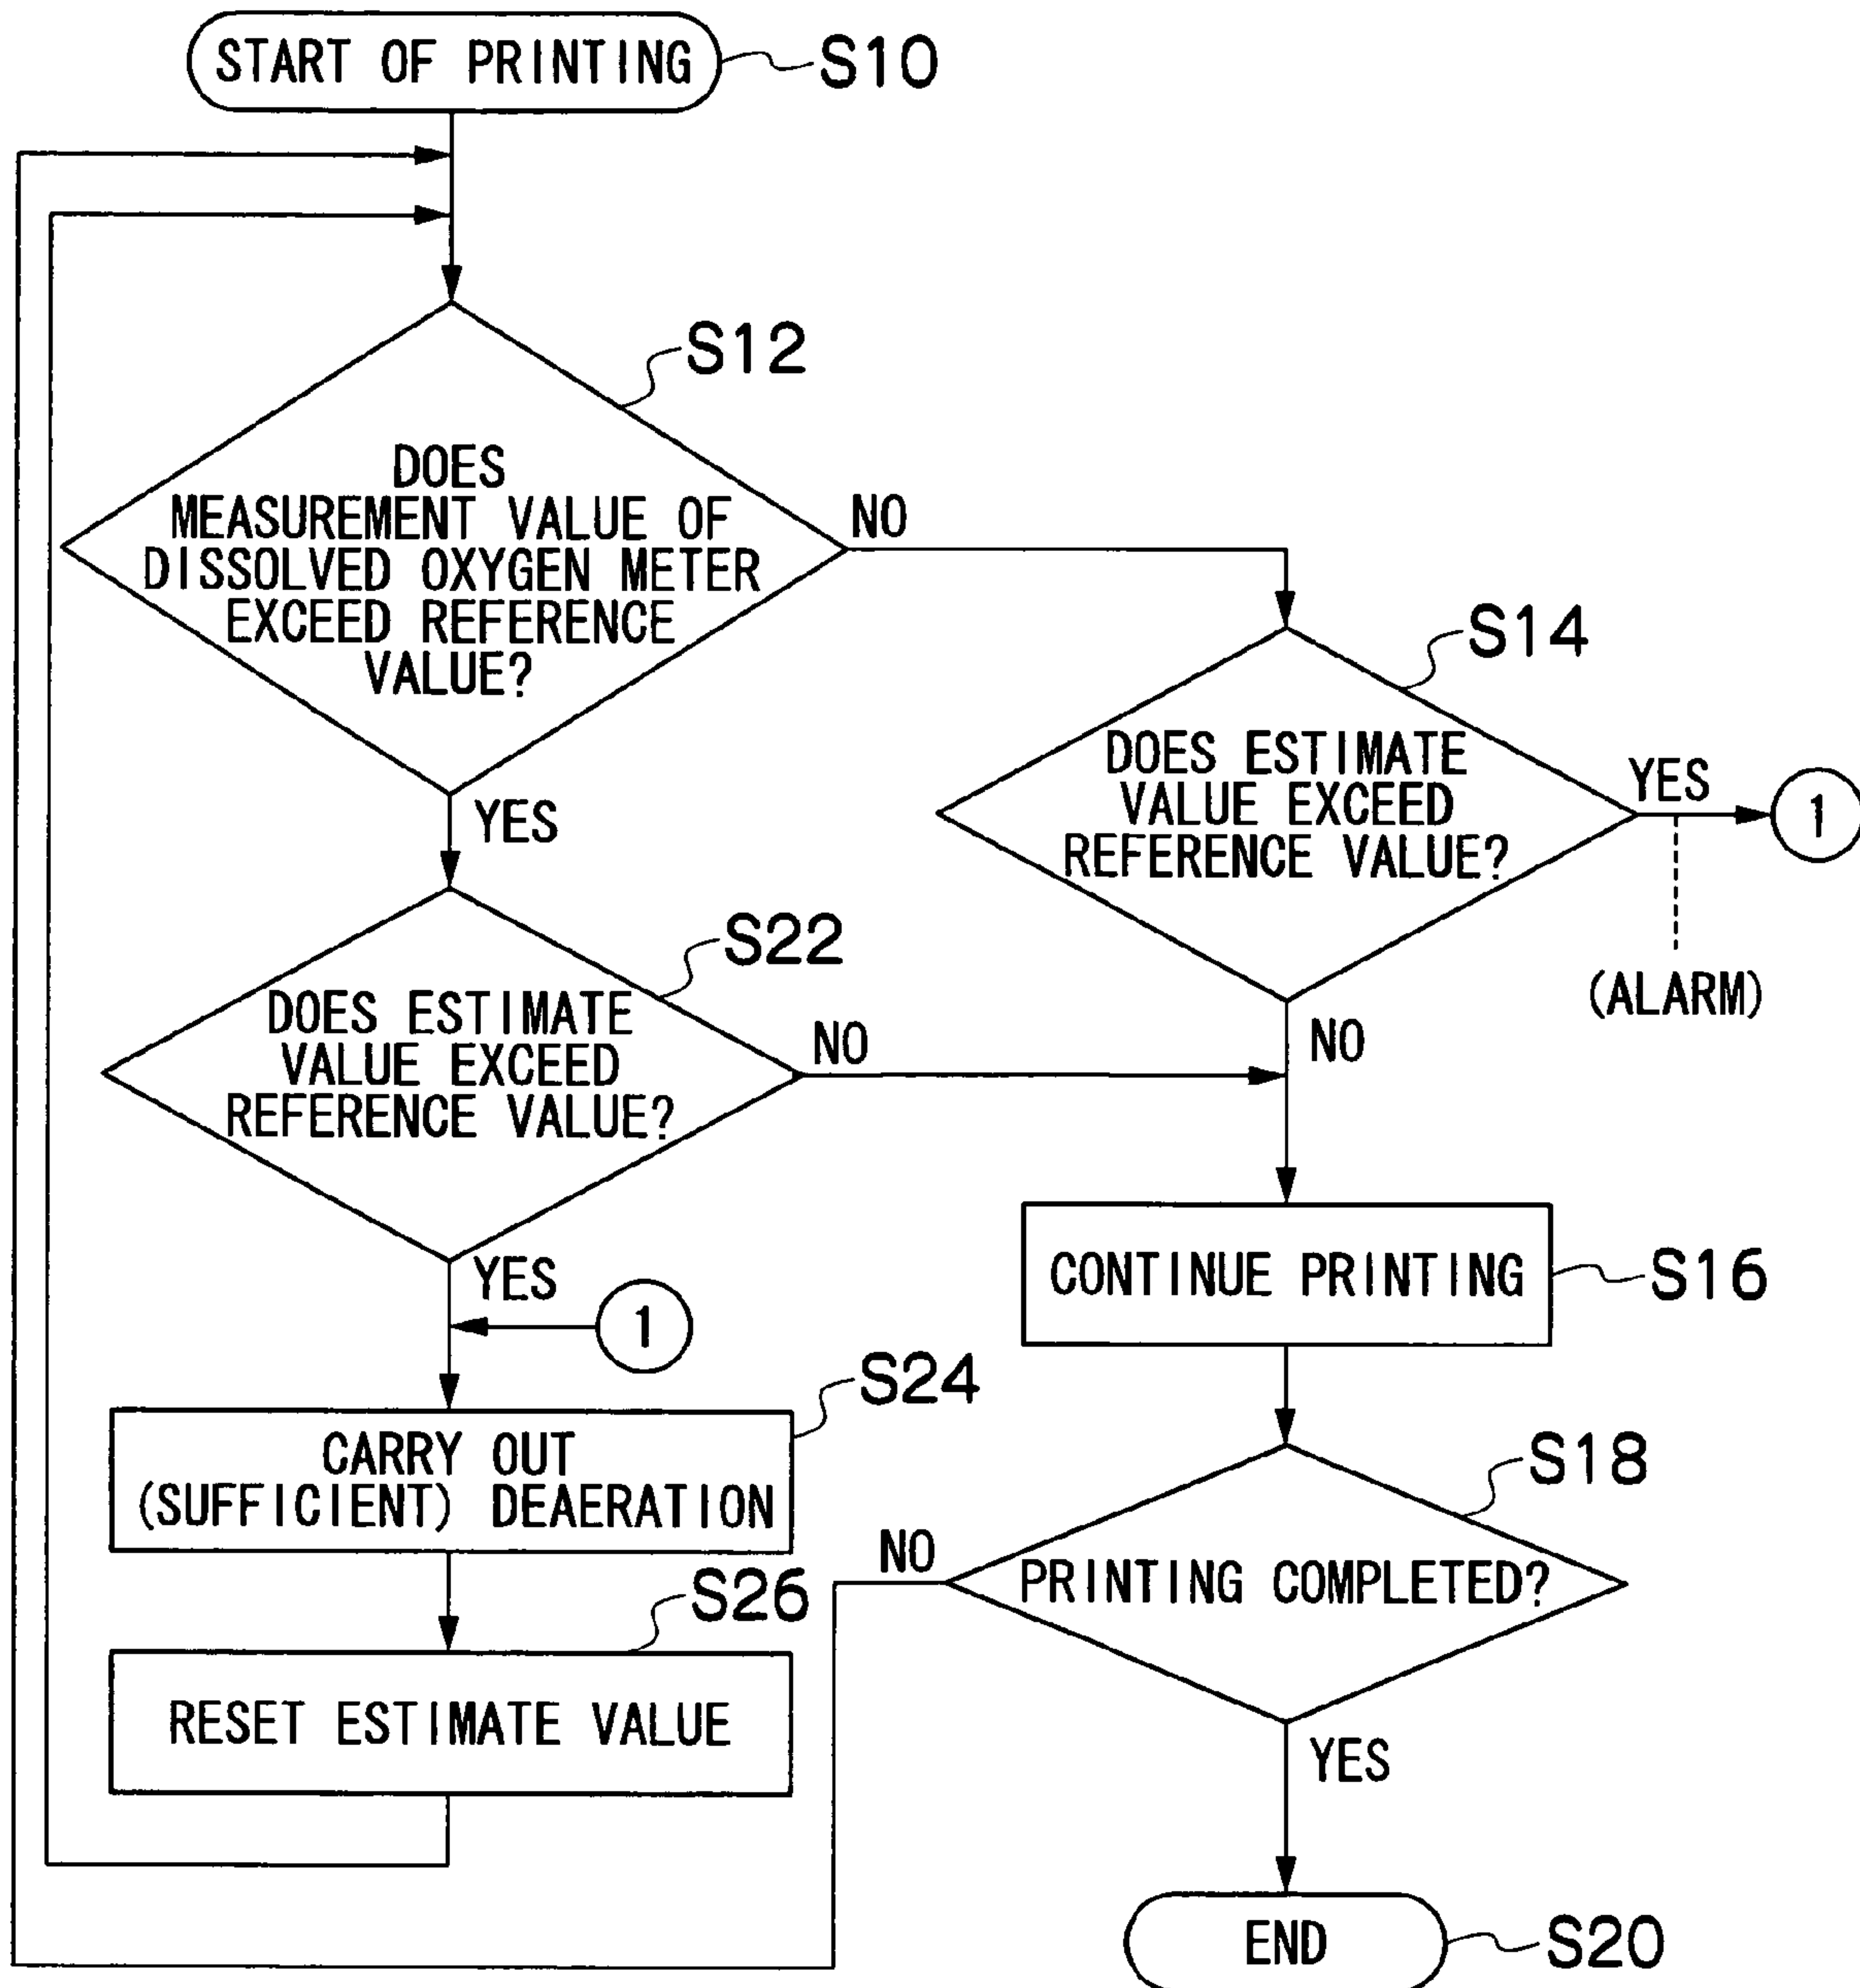 START OF PRINTING
S10
S12
DOES
MEASUREMENT VALUE OF
DISSOLVED OXYGEN METER
EXCEED REFERENCE
VALUE?
NO
YES
S14
DOES ESTIMATE
VALUE EXCEED
REFERENCE VALUE?
YES
1
(ALARM)
NO
S22
DOES ESTIMATE
VALUE EXCEED
REFERENCE VALUE?
NO
YES
1
CONTINUE PRINTING
S16
S24
CARRY OUT
(SUFFICIENT) DEAERATION
S18
PRINTING COMPLETED?
NO
YES
S26
RESET ESTIMATE VALUE
END
S20